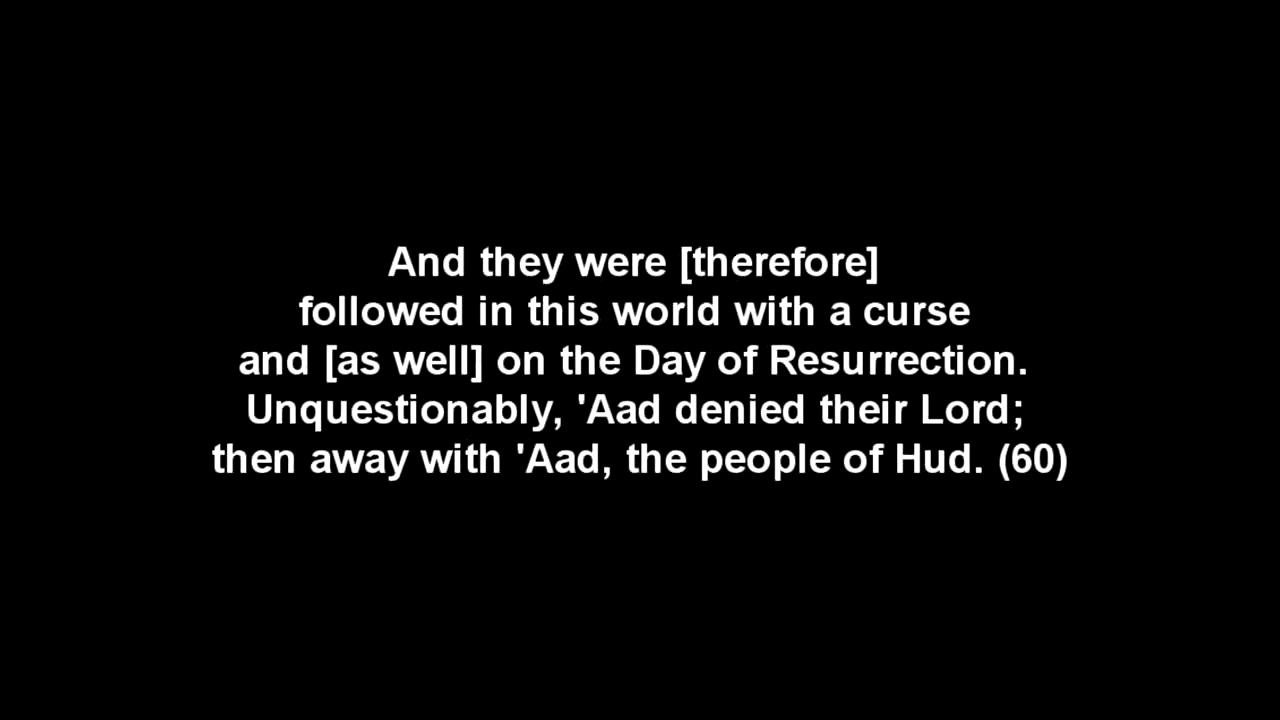 And they were [therefore]
followed in this world with a curse
and [as well] on the Day of Resurrection.
Unquestionably, 'Aad denied their Lord;
then away with 'Aad, the people of Hud. (60)